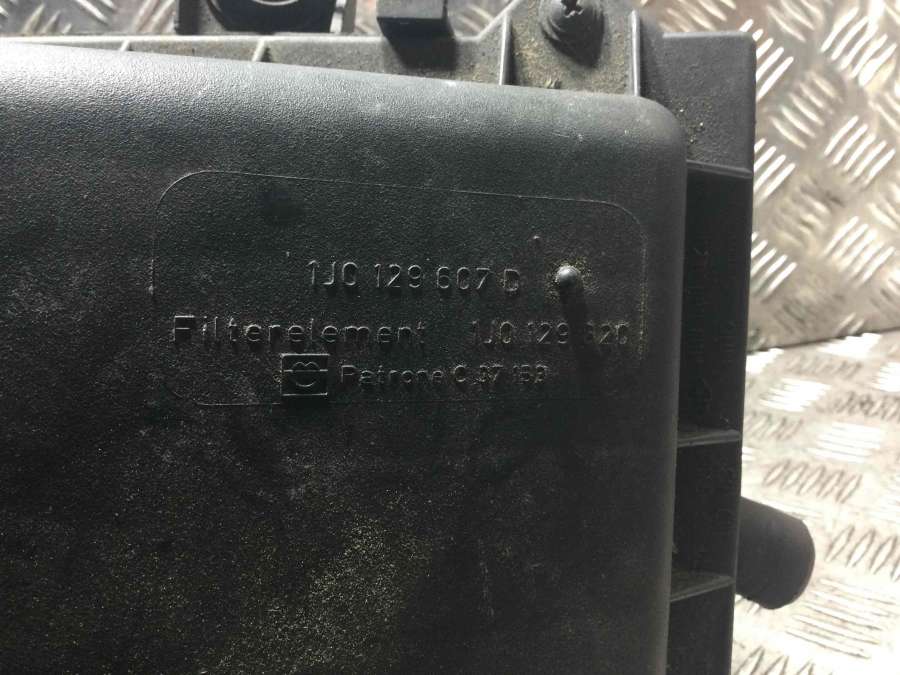 1J0 129 607 D
Filterelement 1J0 129 620
Patrone C 37 153